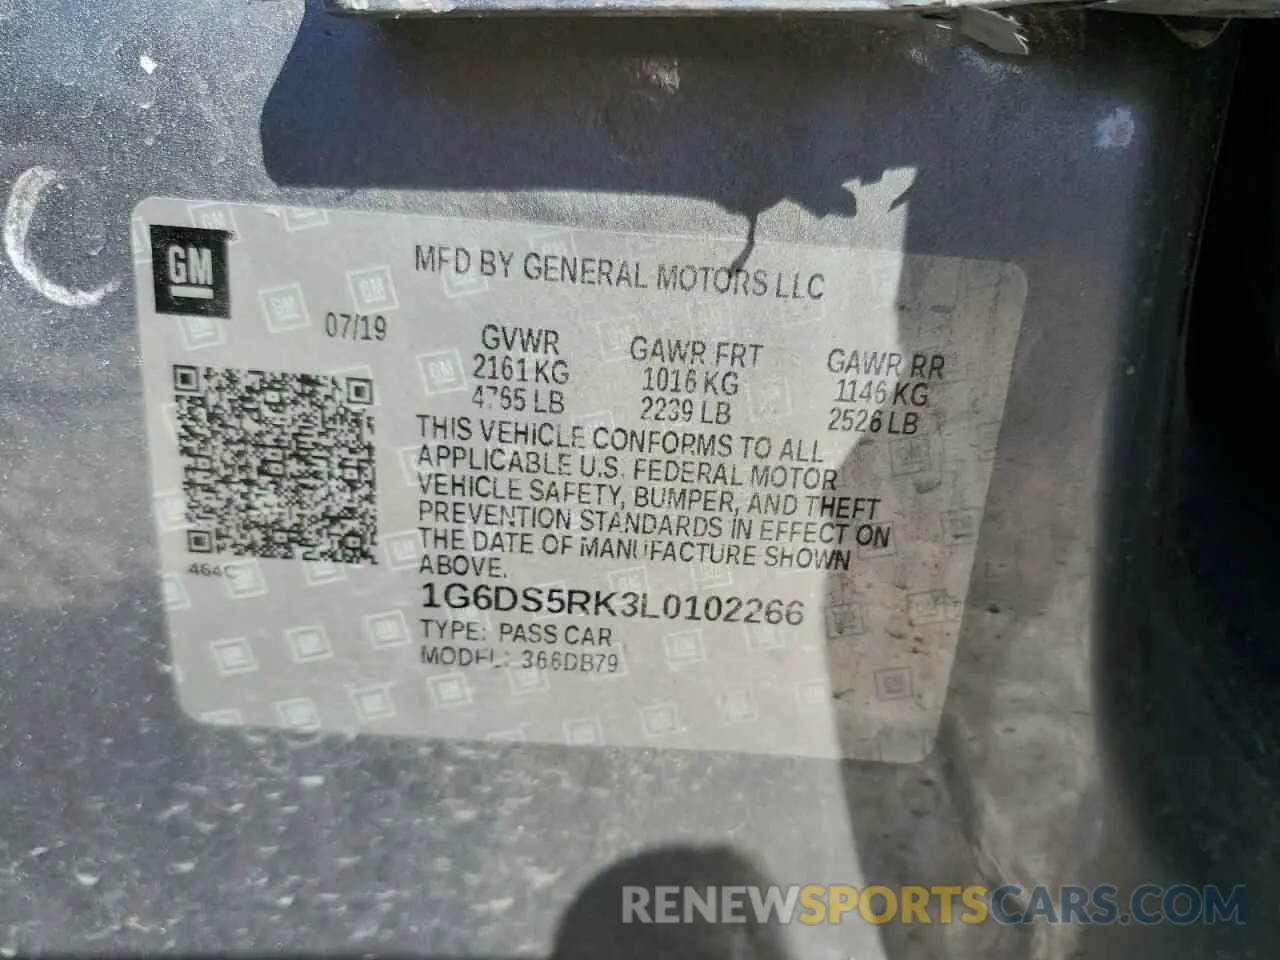 GM
MFD BY GENERAL MOTORS LLC
07/19
GVWR GAWR FRT GAWR RR
2161 KG 1016 KG 1146 KG
4765 LB 2239 LB 2526 LB
THIS VEHICLE CONFORMS TO ALL
APPLICABLE U.S. FEDERAL MOTOR
VEHICLE SAFETY, BUMPER, AND THEFT
PREVENTION STANDARDS IN EFFECT ON
THE DATE OF MANUFACTURE SHOWN
ABOVE.
464C
1G6DS5RK3L0102266
TYPE: PASS CAR
MODEL: 366DB79
RENEWSPORTSCARS.COM